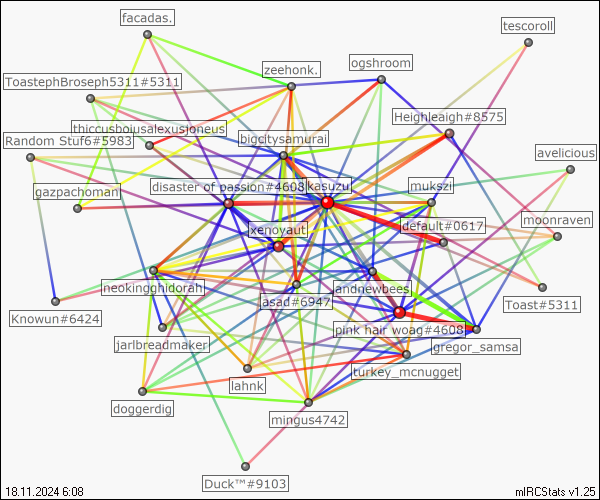 facadas.
tescoroll
zeehonk.
ogshroom
ToastephBroseph5311#5311
Heighleaigh#8575
thiccusboiusalexusjoneus
Random Stuf6#5983
bigcitysamurai
avelicious
disaster of passion#4608
kasuzu
mukszi
gazpachoman
default#0617
moonraven
xenoyaut
neokingghidorah
asad#6947
andnewbees
Toast#5311
Knowun#6424
jarlbreadmaker
pink hair woag#4608
gregor_samsa
turkey_mcnugget
lahnk
doggerdig
mingus4742
Duck™#9103
18.11.2024 6:08
mIRCStats v1.25